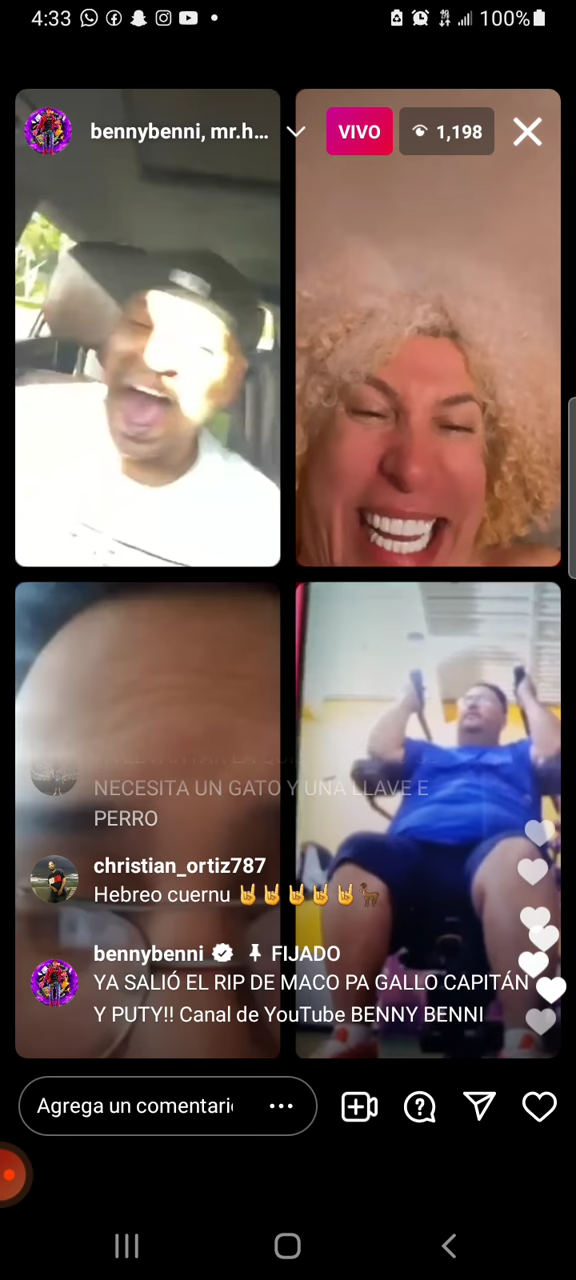 4:33
100%
bennybenni, mr.h...
VIVO
1,198
NECESITA UN GATO Y UNA LLAVE E
PERRO
christian_ortiz787
Hebreo cuernu 🤘🤘🤘🤘🤘🐕‍🦺
bennybenni FIJADO
YA SALIÓ EL RIP DE MACO PA GALLO CAPITÁN
Y PUTY!! Canal de YouTube BENNY BENNI
Agrega un comentari